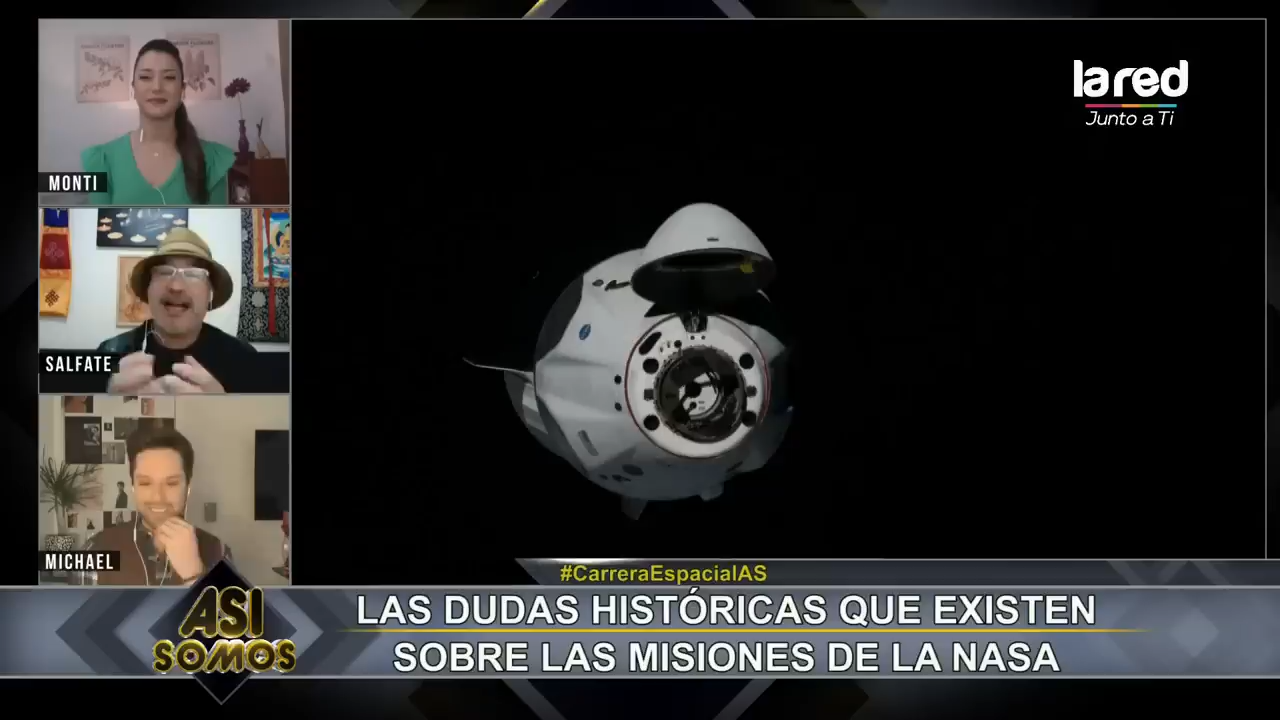 la red
Junto a Ti
MONTI
SALFATE
MICHAEL
#CarreraEspacialAS
ASI
SOMOS
LAS DUDAS HISTÓRICAS QUE EXISTEN
SOBRE LAS MISIONES DE LA NASA